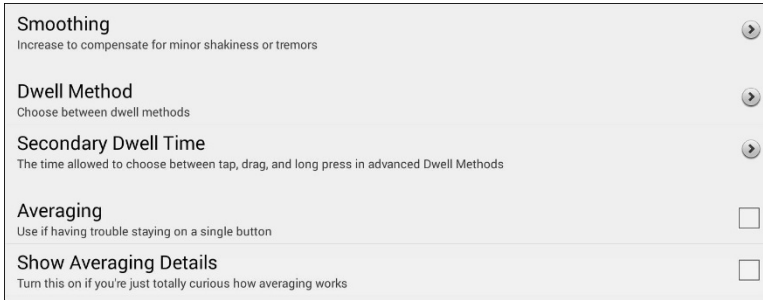 Smoothing
Increase to compensate for minor shakiness or tremors
Dwell Method
Choose between dwell methods
Secondary Dwell Time
The time allowed to choose between tap, drag, and long press in advanced Dwell Methods
Averaging
Use if having trouble staying on a single button
Show Averaging Details
Turn this on if you're just totally curious how averaging works